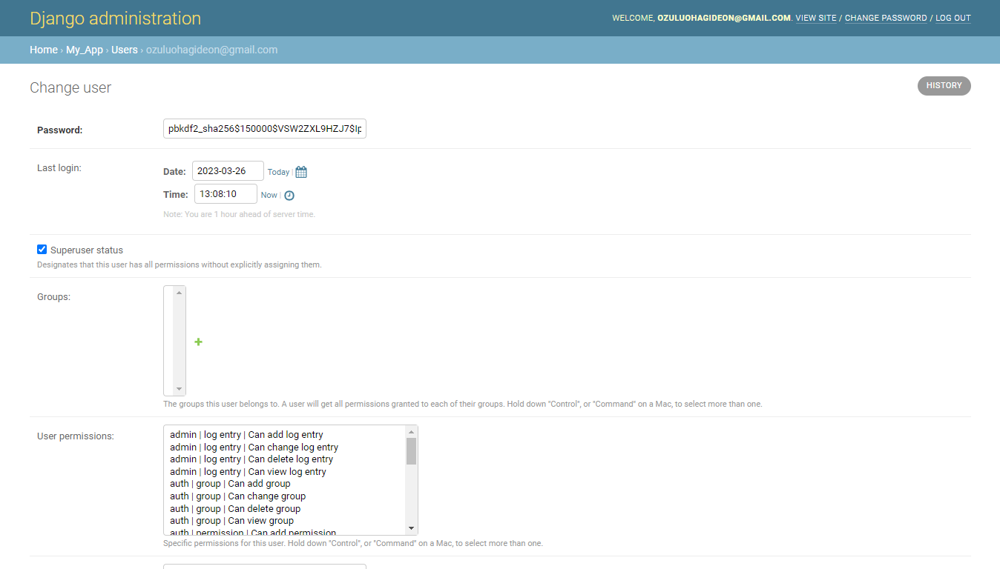 Django administration
WELCOME, OZULUOHAGIDEON@GMAIL.COM. VIEW SITE / CHANGE PASSWORD / LOG OUT
Home › My_App › Users › ozuluohagideon@gmail.com
Change user
HISTORY
Password: pbkdf2_sha256$150000$VSW2ZXL9HZJ7$Ip
Last login:
Date: 2023-03-26 Today |
Time: 13:08:10 Now |
Note: You are 1 hour ahead of server time.
Superuser status
Designates that this user has all permissions without explicitly assigning them.
Groups:
The groups this user belongs to. A user will get all permissions granted to each of their groups. Hold down "Control", or "Command" on a Mac, to select more than one.
User permissions:
admin | log entry | Can add log entry
admin | log entry | Can change log entry
admin | log entry | Can delete log entry
admin | log entry | Can view log entry
auth | group | Can add group
auth | group | Can change group
auth | group | Can delete group
auth | group | Can view group
auth | permission | Can add permission
Specific permissions for this user. Hold down "Control", or "Command" on a Mac, to select more than one.